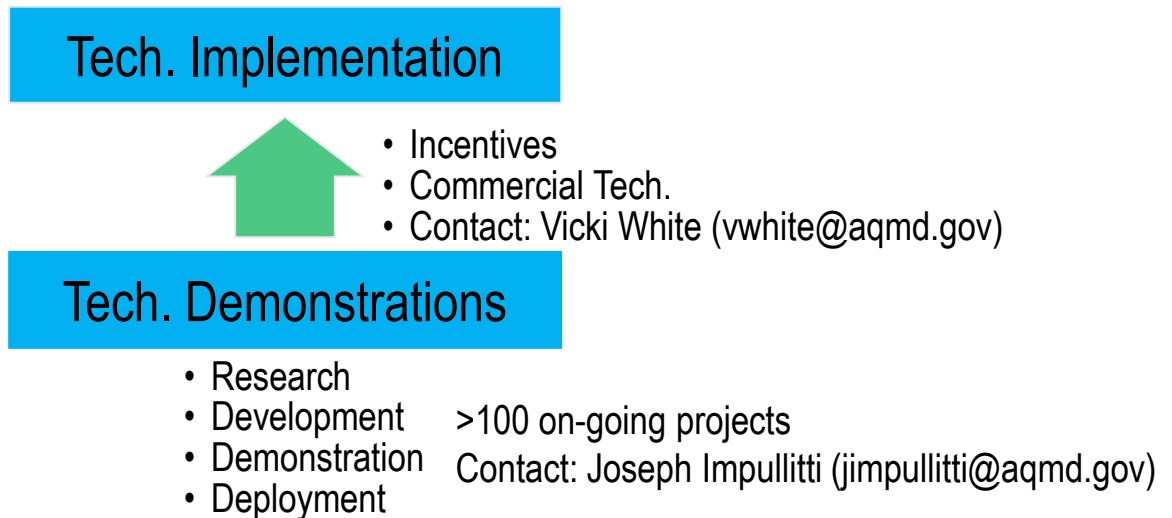 Tech. Implementation
• Incentives
• Commercial Tech.
• Contact: Vicki White (vwhite@aqmd.gov)
Tech. Demonstrations
• Research
• Development
• Demonstration
• Deployment
>100 on-going projects
Contact: Joseph Impullitti (jimpullitti@aqmd.gov)